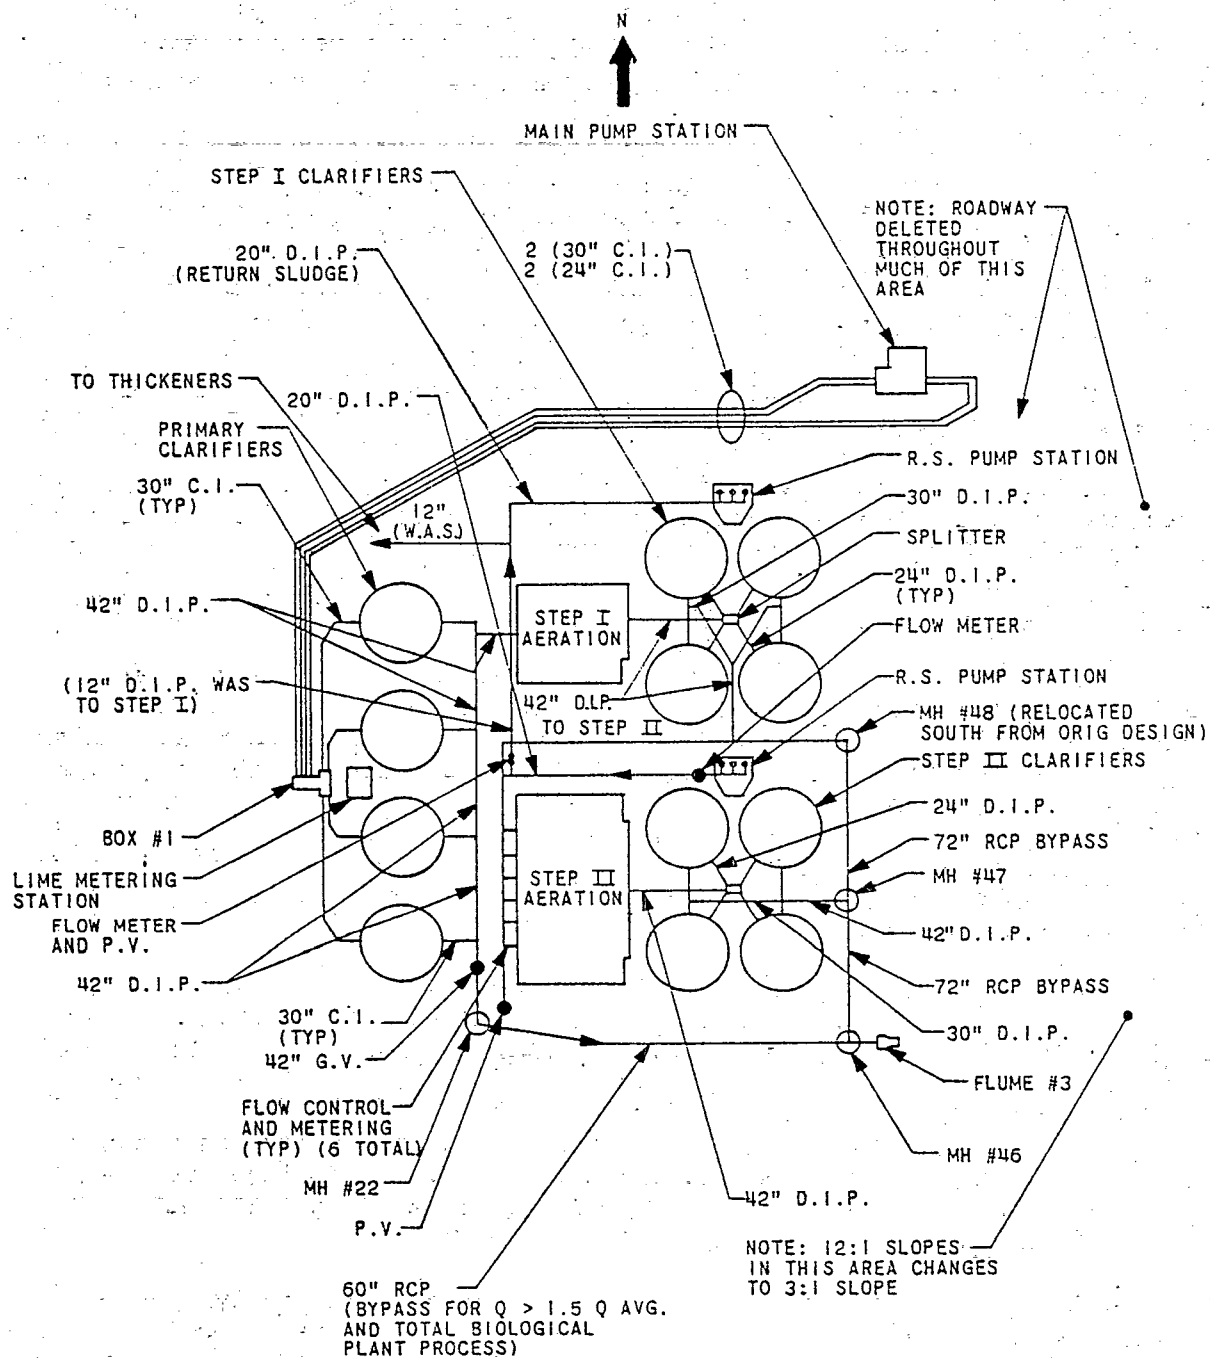 N
MAIN PUMP STATION
STEP I CLARIFIERS
NOTE: ROADWAY
DELETED
THROUGHOUT
MUCH OF THIS
AREA
20" D.I.P.
(RETURN SLUDGE)
2 (30" C.I.)
2 (24" C.I.)
TO THICKENERS
20" D.I.P.
PRIMARY
CLARIFIERS
R.S. PUMP STATION
30" C.I.
(TYP)
30" D.I.P.
12"
(W.A.S.)
SPLITTER
24" D.I.P.
(TYP)
42" D.I.P.
STEP I
AERATION
FLOW METER
(12" D.I.P. WAS
TO STEP I)
R.S. PUMP STATION
42" D.I.P.
TO STEP II
MH #48 (RELOCATED
SOUTH FROM ORIG DESIGN)
STEP II CLARIFIERS
24" D.I.P.
BOX #1
72" RCP BYPASS
LIME METERING
STATION
STEP II
AERATION
MH #47
FLOW METER
AND P.V.
42" D.I.P.
42" D.I.P.
72" RCP BYPASS
30" C.I.
(TYP)
30" D.I.P.
42" G.V.
FLUME #3
FLOW CONTROL
AND METERING
(TYP) (6 TOTAL)
MH #46
MH #22
42" D.I.P.
P.V.
NOTE: 12:1 SLOPES
IN THIS AREA CHANGES
TO 3:1 SLOPE
60" RCP
(BYPASS FOR Q > 1.5 Q AVG.
AND TOTAL BIOLOGICAL
PLANT PROCESS)